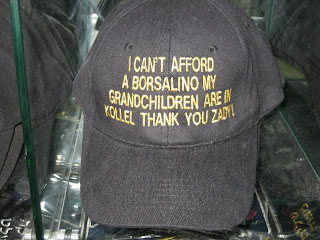 I CAN'T AFFORD
A BORSALINO MY
GRANDCHILDREN ARE IN
KOLLEL THANK YOU ZADY !